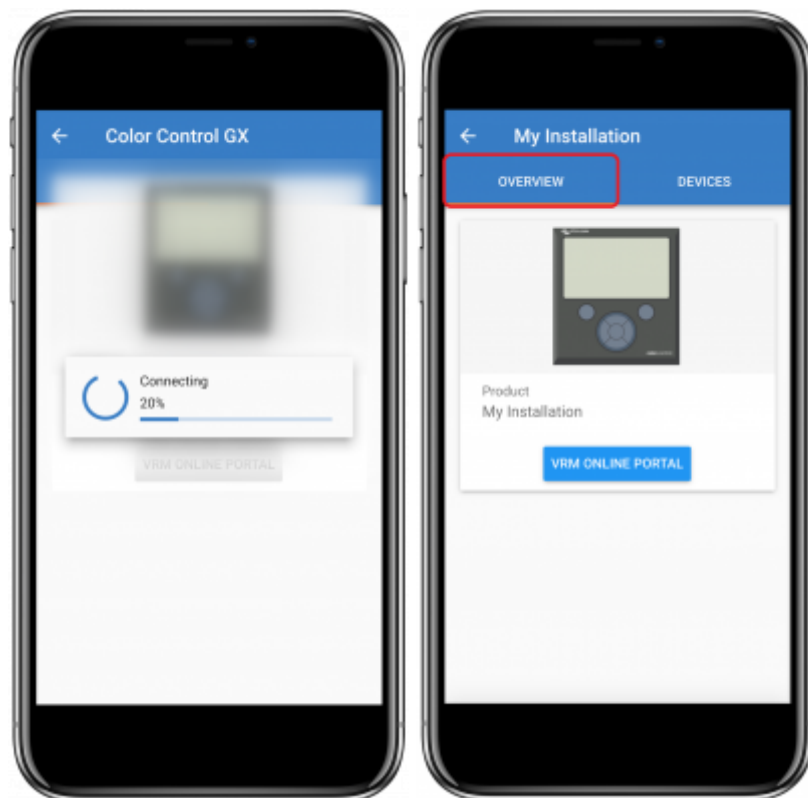 Color Control GX
Connecting
20%
VRM ONLINE PORTAL
My Installation
OVERVIEW
DEVICES
Product
My Installation
VRM ONLINE PORTAL